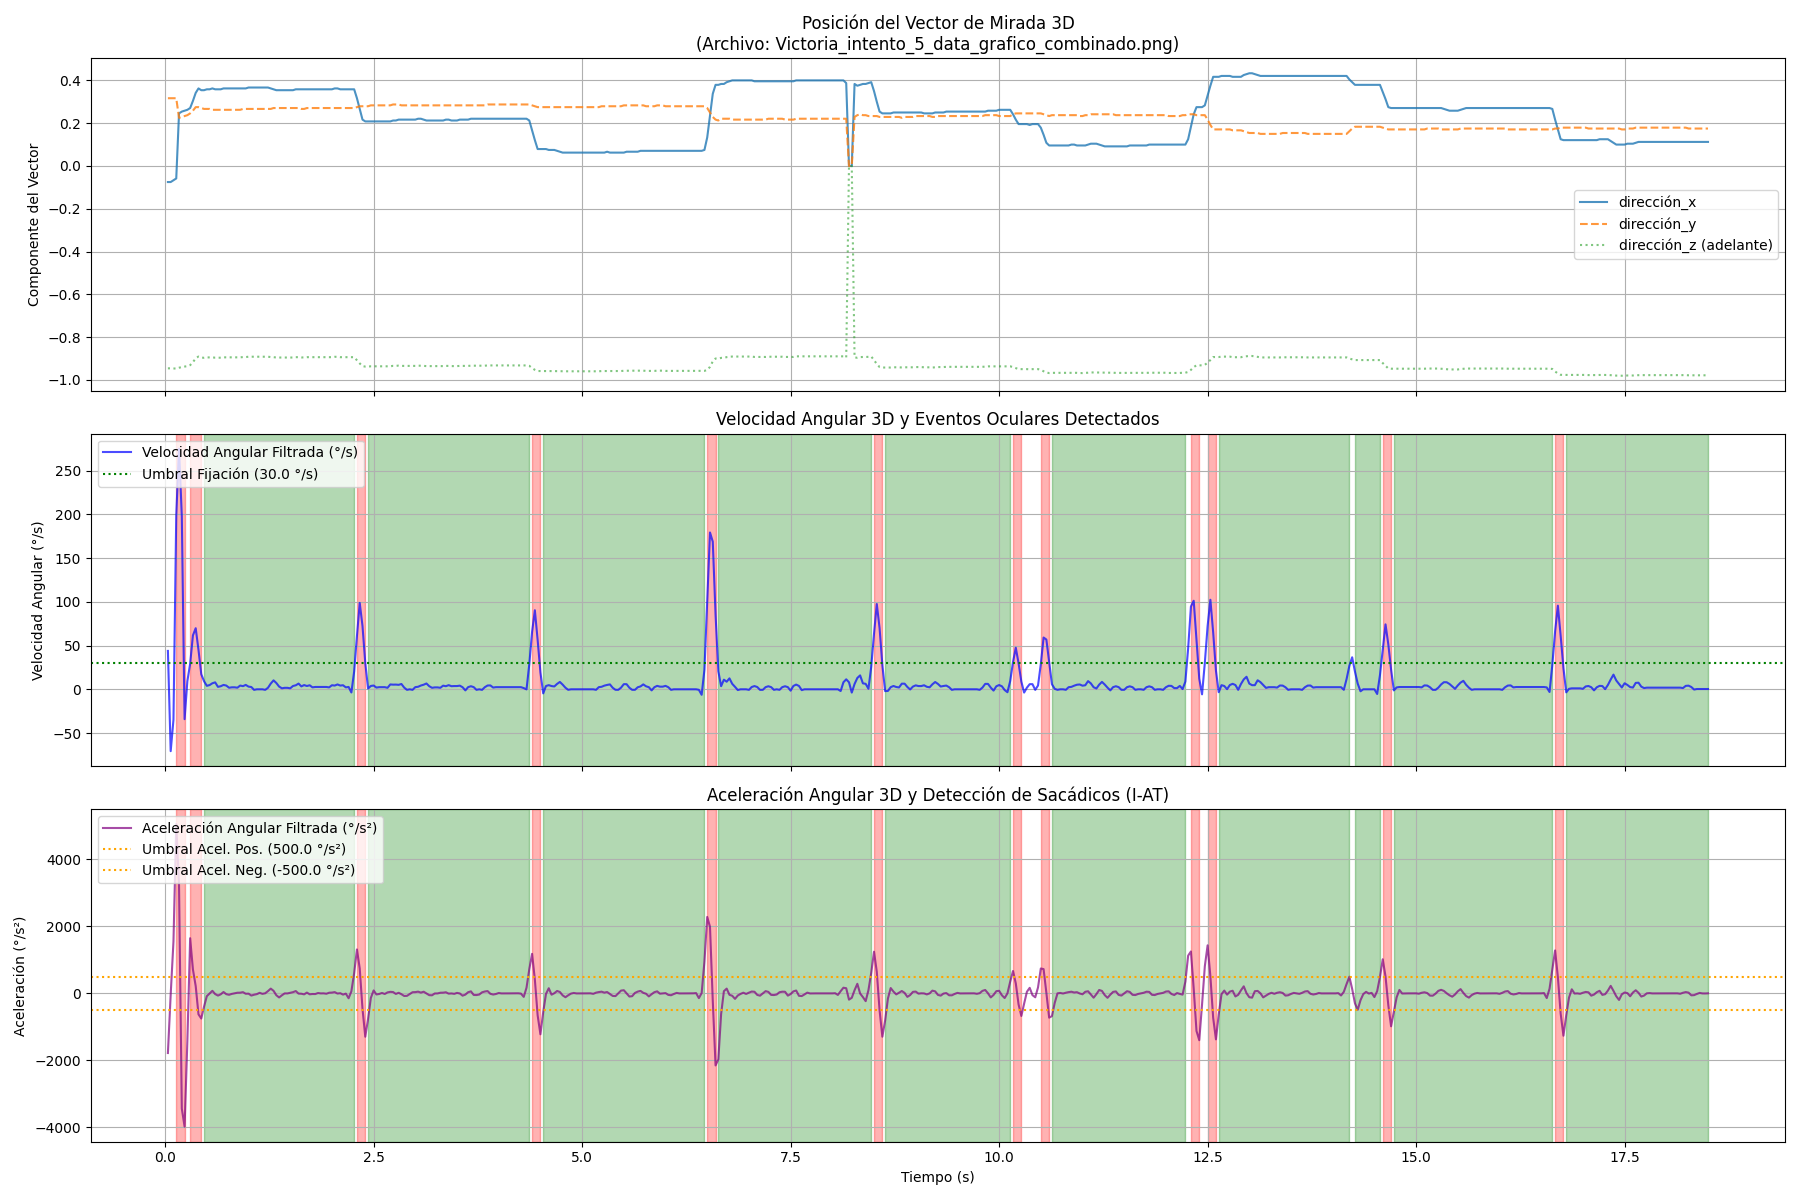 Posición del Vector de Mirada 3D
(Archivo: Victoria_intento_5_data_grafico_combinado.png)
Componente del Vector
0.4
0.2
0.0
−0.2
−0.4
−0.6
−0.8
−1.0
dirección_x
dirección_y
dirección_z (adelante)
Velocidad Angular 3D y Eventos Oculares Detectados
Velocidad Angular (°/s)
250
200
150
100
50
0
−50
Velocidad Angular Filtrada (°/s)
Umbral Fijación (30.0 °/s)
Aceleración Angular 3D y Detección de Sacádicos (I-AT)
Aceleración (°/s²)
4000
2000
0
−2000
−4000
Aceleración Angular Filtrada (°/s²)
Umbral Acel. Pos. (500.0 °/s²)
Umbral Acel. Neg. (-500.0 °/s²)
0.0 2.5 5.0 7.5 10.0 12.5 15.0 17.5
Tiempo (s)